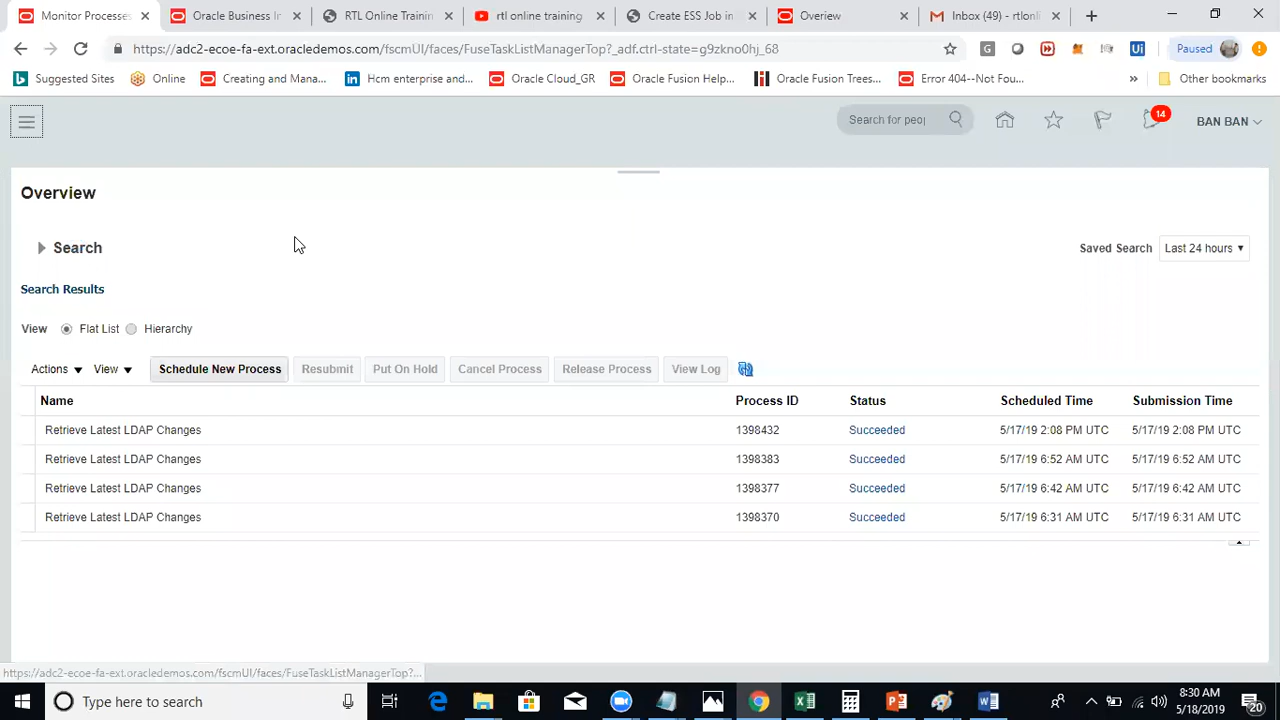 Monitor Processes
Oracle Business In
RTL Online Trainin
rtl online training
Create ESS Job in
Overiew
Inbox (49) - rtlonl
https://adc2-ecoe-fa-ext.oracledemos.com/fscmUI/faces/FuseTaskListManagerTop?_adf.ctrl-state=g9zkno0hj_68
Paused
Suggested Sites
Online
Creating and Mana...
Hcm enterprise and...
Oracle Cloud_GR
Oracle Fusion Help...
Oracle Fusion Trees...
Error 404--Not Fou...
»
Other bookmarks
Search for peo
14
BAN BAN
Overview
Search
Saved Search Last 24 hours
Search Results
View Flat List Hierarchy
Actions View Schedule New Process Resubmit Put On Hold Cancel Process Release Process View Log
Name Process ID Status Scheduled Time Submission Time
Retrieve Latest LDAP Changes 1398432 Succeeded 5/17/19 2:08 PM UTC 5/17/19 2:08 PM UTC
Retrieve Latest LDAP Changes 1398383 Succeeded 5/17/19 6:52 AM UTC 5/17/19 6:52 AM UTC
Retrieve Latest LDAP Changes 1398377 Succeeded 5/17/19 6:42 AM UTC 5/17/19 6:42 AM UTC
Retrieve Latest LDAP Changes 1398370 Succeeded 5/17/19 6:31 AM UTC 5/17/19 6:31 AM UTC
https://adc2-ecoe-fa-ext.oracledemos.com/fscmUI/faces/FuseTaskListManagerTop?...
Type here to search
8:30 AM
5/18/2019
20